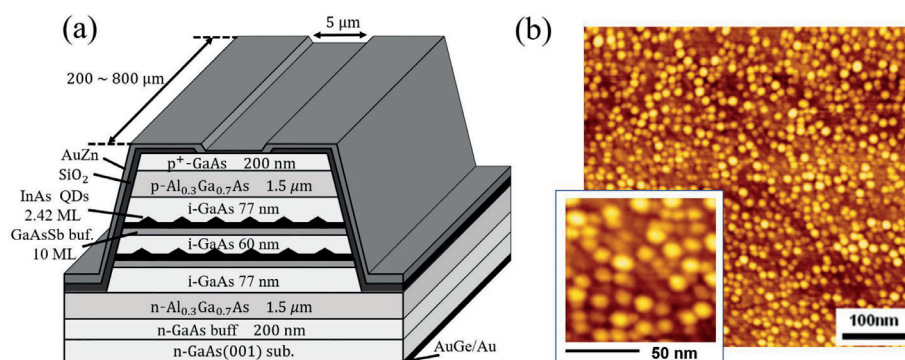 (a)
5 μm
200 ~ 800 μm
AuZn
SiO₂
InAs QDs
2.42 ML
GaAsSb buf.
10 ML
p⁺-GaAs 200 nm
p-Al₀.₃Ga₀.₇As 1.5 μm
i-GaAs 77 nm
i-GaAs 60 nm
i-GaAs 77 nm
n-Al₀.₃Ga₀.₇As 1.5 μm
n-GaAs buff 200 nm
n-GaAs(001) sub.
AuGe/Au
(b)
100nm
50 nm